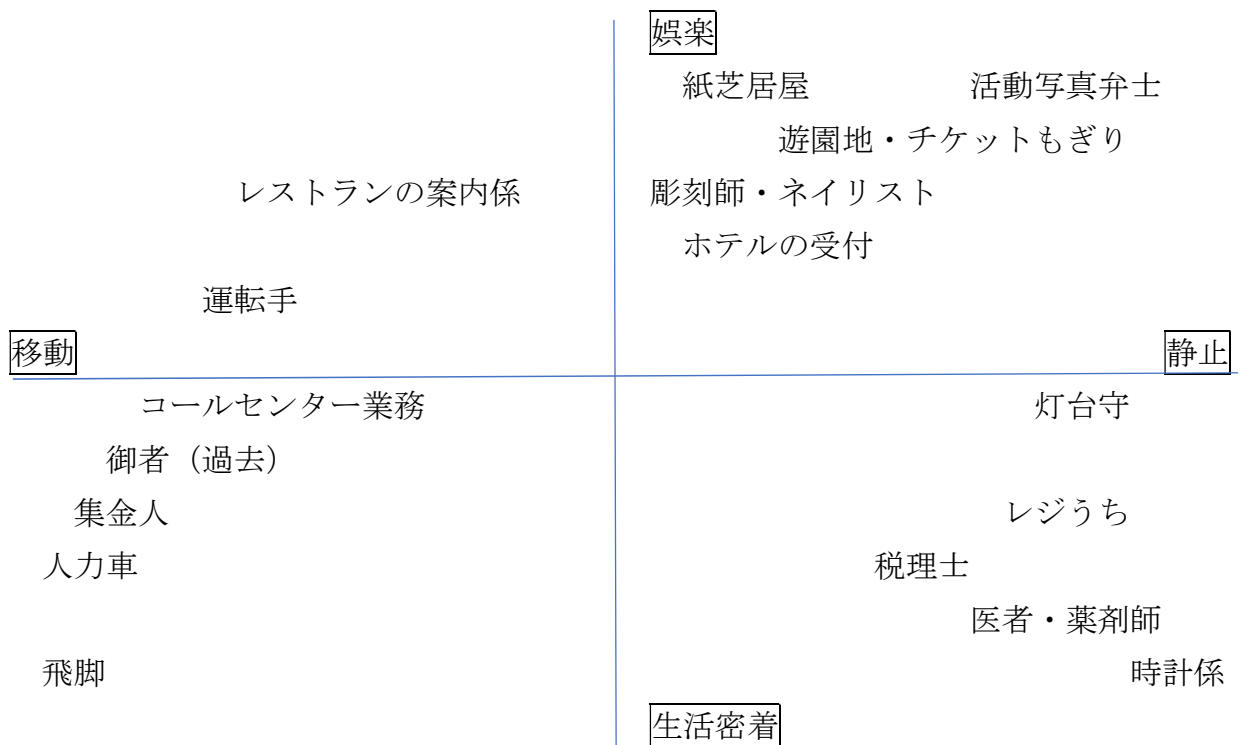 娯楽
紙芝居屋 活動写真弁士
遊園地・チケットもぎり
レストランの案内係 彫刻師・ネイリスト
ホテルの受付
運転手
移動 静止
コールセンター業務 灯台守
御者（過去）
集金人 レジうち
人力車 税理士
医者・薬剤師
飛脚 時計係
生活密着